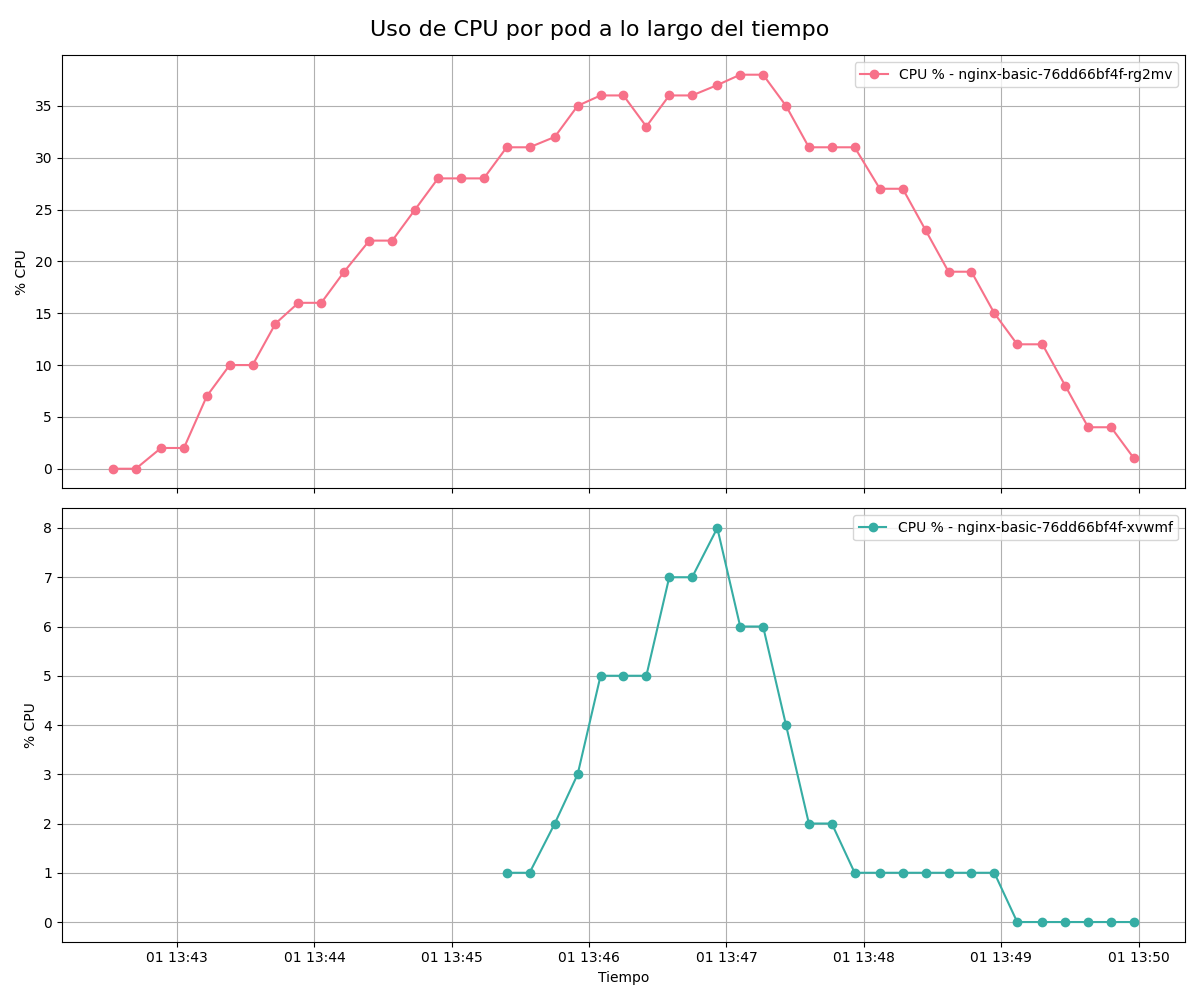 Uso de CPU por pod a lo largo del tiempo
CPU % - nginx-basic-76dd66bf4f-rg2mv
35
30
25
20
15
10
5
0
% CPU
CPU % - nginx-basic-76dd66bf4f-xvwmf
8
7
6
5
4
3
2
1
0
% CPU
01 13:43 01 13:44 01 13:45 01 13:46 01 13:47 01 13:48 01 13:49 01 13:50
Tiempo